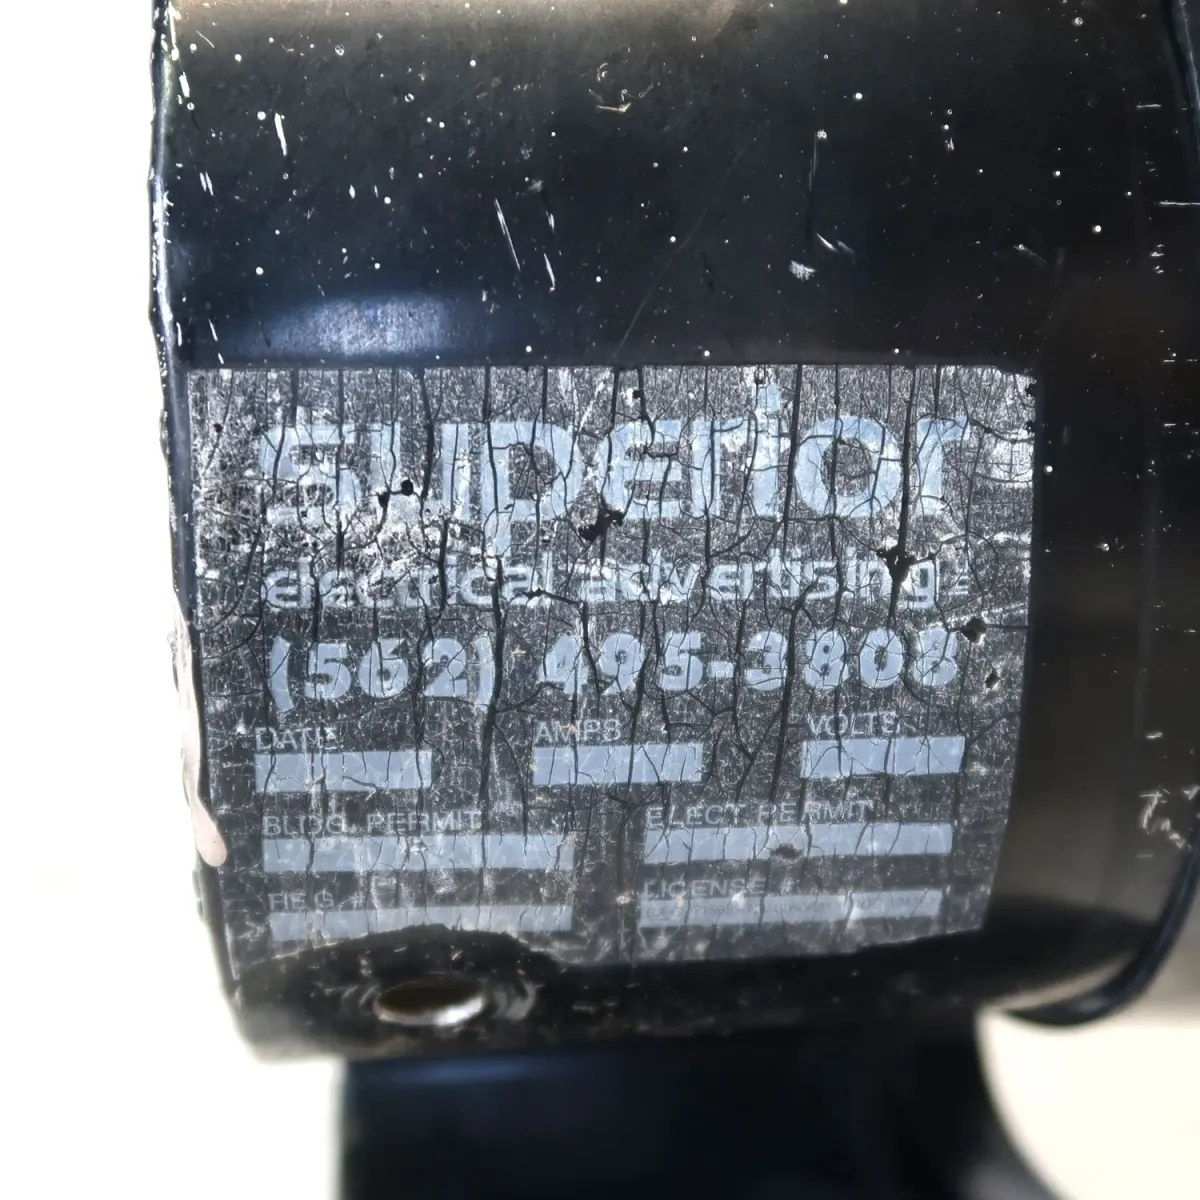 superior
electrical advertising
(562) 495-3808
DATE AMPS VOLTS
BLDG. PERMIT ELECT. PERMIT
REG. # LICENSE #